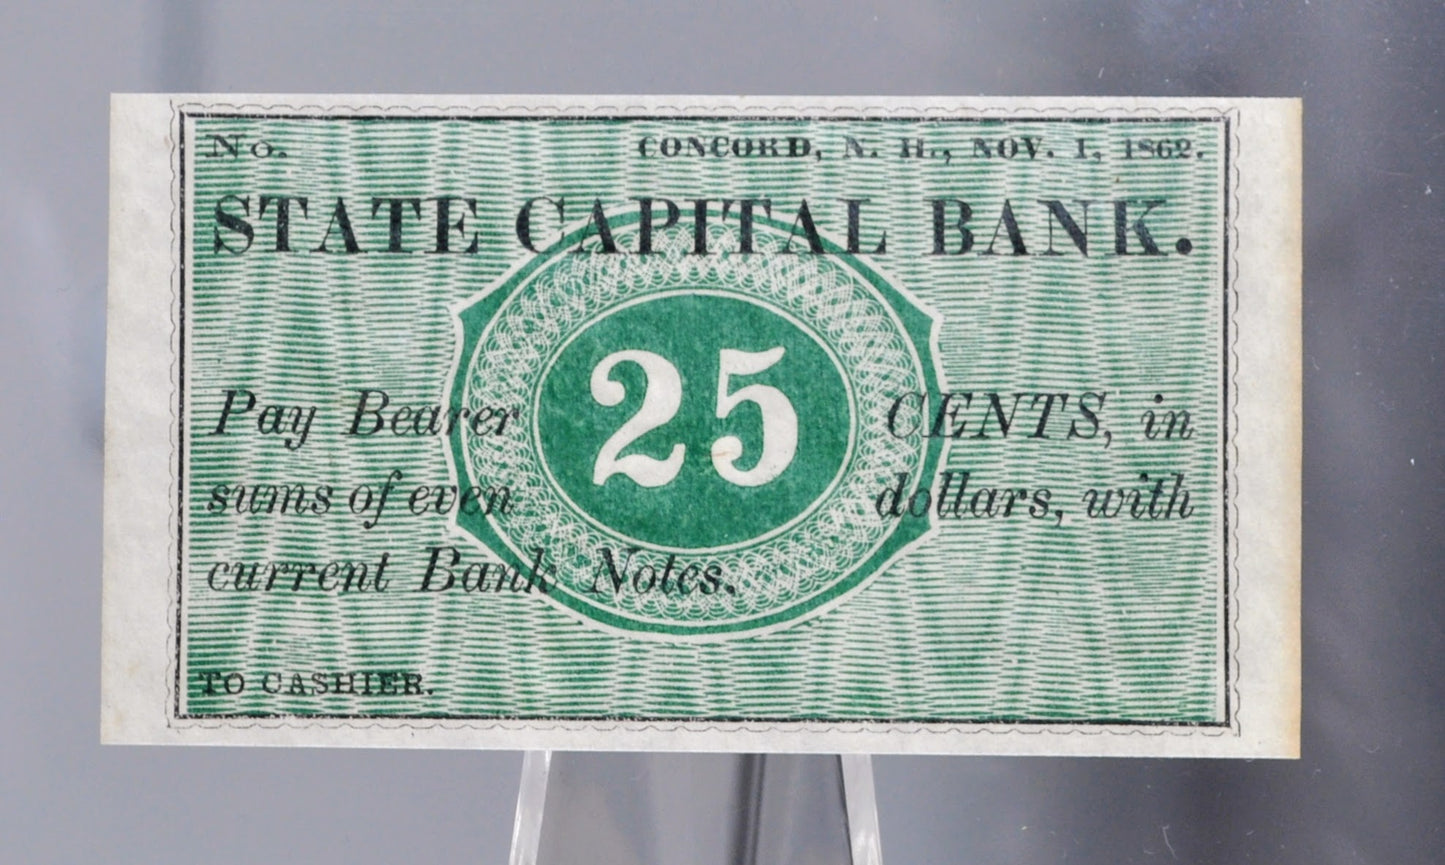 No. CONCORD, N. H., NOV. 1, 1862.
STATE CAPITAL BANK.
25
Pay Bearer CENTS, in
sums of even dollars, with
current Bank Notes.
TO CASHIER.